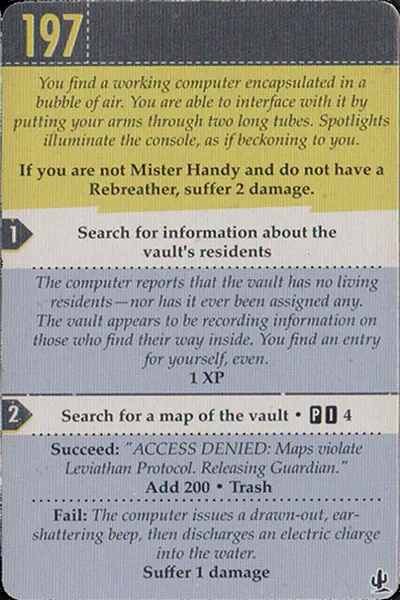 197
You find a working computer encapsulated in a
bubble of air. You are able to interface with it by
putting your arms through two long tubes. Spotlights
illuminate the console, as if beckoning to you.
If you are not Mister Handy and do not have a
Rebreather, suffer 2 damage.
1 Search for information about the
vault's residents
The computer reports that the vault has no living
residents—nor has it ever been assigned any.
The vault appears to be recording information on
those who find their way inside. You find an entry
for yourself, even.
1 XP
2 Search for a map of the vault • P I 4
Succeed: "ACCESS DENIED: Maps violate
Leviathan Protocol. Releasing Guardian."
Add 200 • Trash
Fail: The computer issues a drawn-out, ear-
shattering beep, then discharges an electric charge
into the water.
Suffer 1 damage